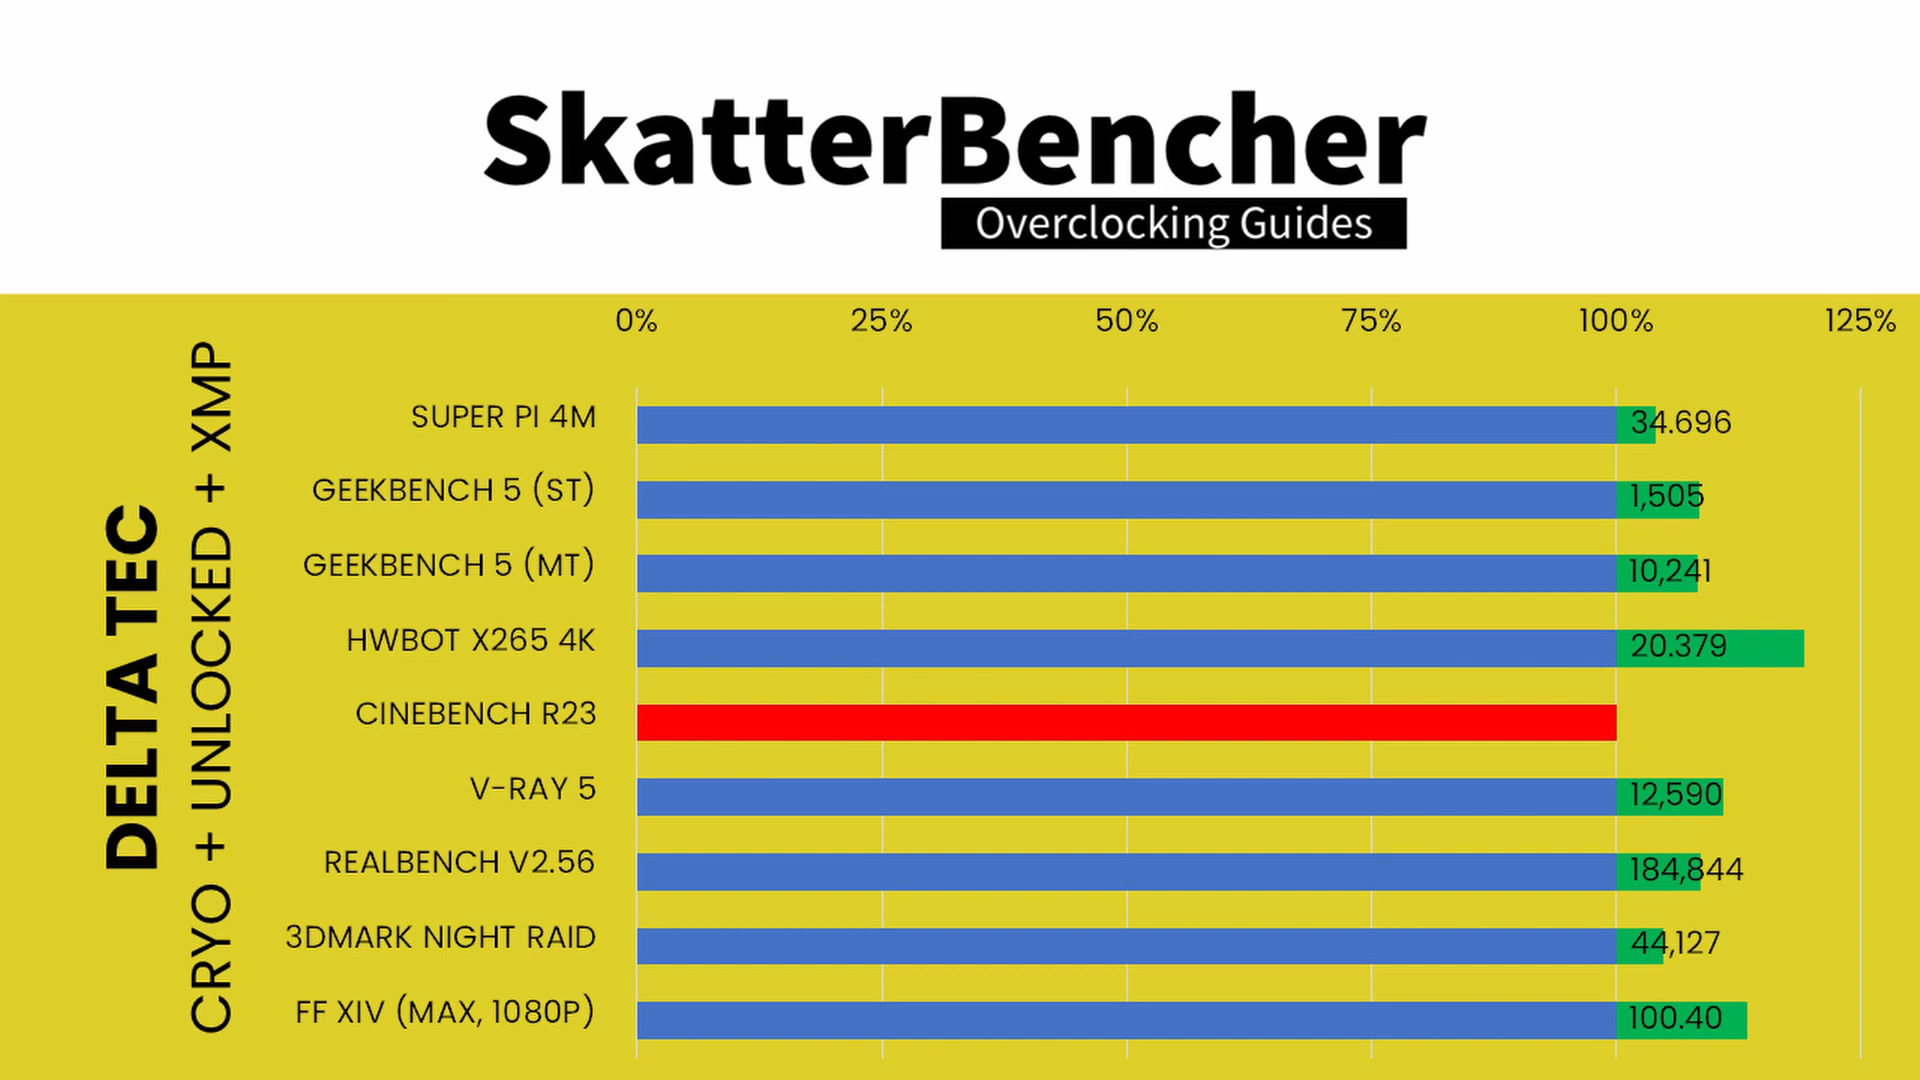 SkatterBencher
Overclocking Guides
0% 25% 50% 75% 100% 125%
DELTA TEC
CRYO + UNLOCKED + XMP
SUPER PI 4M 34.696
GEEKBENCH 5 (ST) 1,505
GEEKBENCH 5 (MT) 10,241
HWBOT X265 4K 20.379
CINEBENCH R23
V-RAY 5 12,590
REALBENCH V2.56 184,844
3DMARK NIGHT RAID 44,127
FF XIV (MAX, 1080P) 100.40